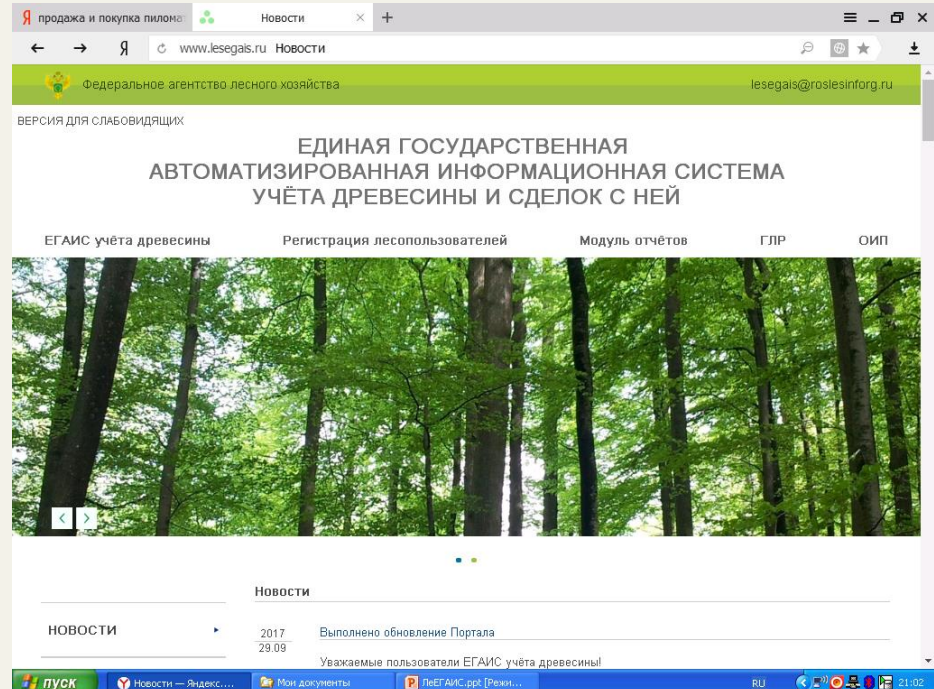 Я продажа и покупка пиломат
Новости
www.lesegais.ru Новости
Федеральное агентство лесного хозяйства
lesegais@roslesinforg.ru
ВЕРСИЯ ДЛЯ СЛАБОВИДЯЩИХ
ЕДИНАЯ ГОСУДАРСТВЕННАЯ
АВТОМАТИЗИРОВАННАЯ ИНФОРМАЦИОННАЯ СИСТЕМА
УЧЁТА ДРЕВЕСИНЫ И СДЕЛОК С НЕЙ
ЕГАИС учёта древесины Регистрация лесопользователей Модуль отчётов ГЛР ОИП
Новости
НОВОСТИ
2017
29.09
Выполнено обновление Портала
Уважаемые пользователи ЕГАИС учёта древесины!
пуск Новости — Яндекс.... Мои документы ЛеЕГАИС.ppt [Режи... RU 21:02